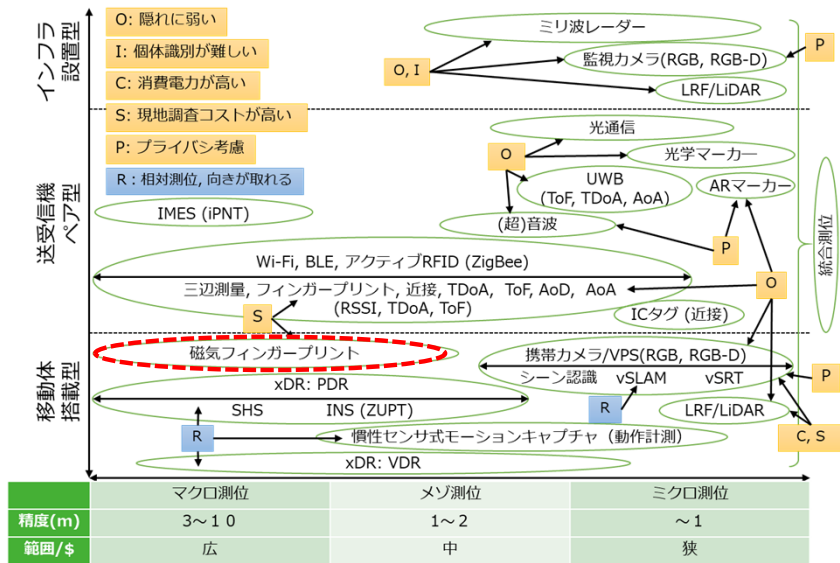 インフラ
設置型
O: 隠れに弱い
I: 個体識別が難しい
C: 消費電力が高い
S: 現地調査コストが高い
P: プライバシ考慮
R : 相対測位, 向きが取れる
ミリ波レーダー
監視カメラ(RGB, RGB-D)
P
O, I
LRF/LiDAR
送受信機
ペア型
光通信
O
光学マーカー
UWB
(ToF, TDoA, AoA)
ARマーカー
IMES (iPNT)
(超)音波
P
統合測位
Wi-Fi, BLE, アクティブRFID (ZigBee)
O
三辺測量, フィンガープリント, 近接, TDoA, ToF, AoD, AoA
(RSSI, TDoA, ToF)
S
ICタグ (近接)
移動体
搭載型
磁気フィンガープリント
携帯カメラ/VPS(RGB, RGB-D)
シーン認識 vSLAM vSRT
P
xDR: PDR
SHS INS (ZUPT)
R
LRF/LiDAR
R
慣性センサ式モーションキャプチャ（動作計測）
C, S
xDR: VDR
マクロ測位 メゾ測位 ミクロ測位
精度(m) 3～１０ 1～2 ～1
範囲/$ 広 中 狭